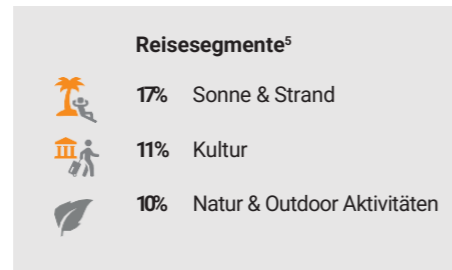 Reisesegmente⁵
17% Sonne & Strand
11% Kultur
10% Natur & Outdoor Aktivitäten